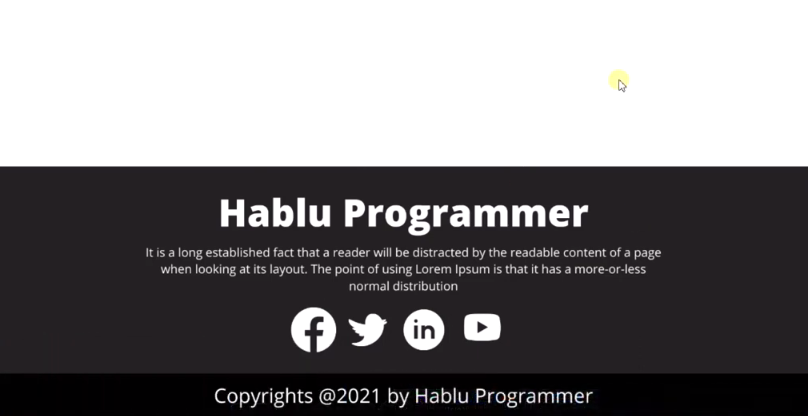 Hablu Programmer
It is a long established fact that a reader will be distracted by the readable content of a page
when looking at its layout. The point of using Lorem Ipsum is that it has a more-or-less
normal distribution
in
Copyrights @2021 by Hablu Programmer